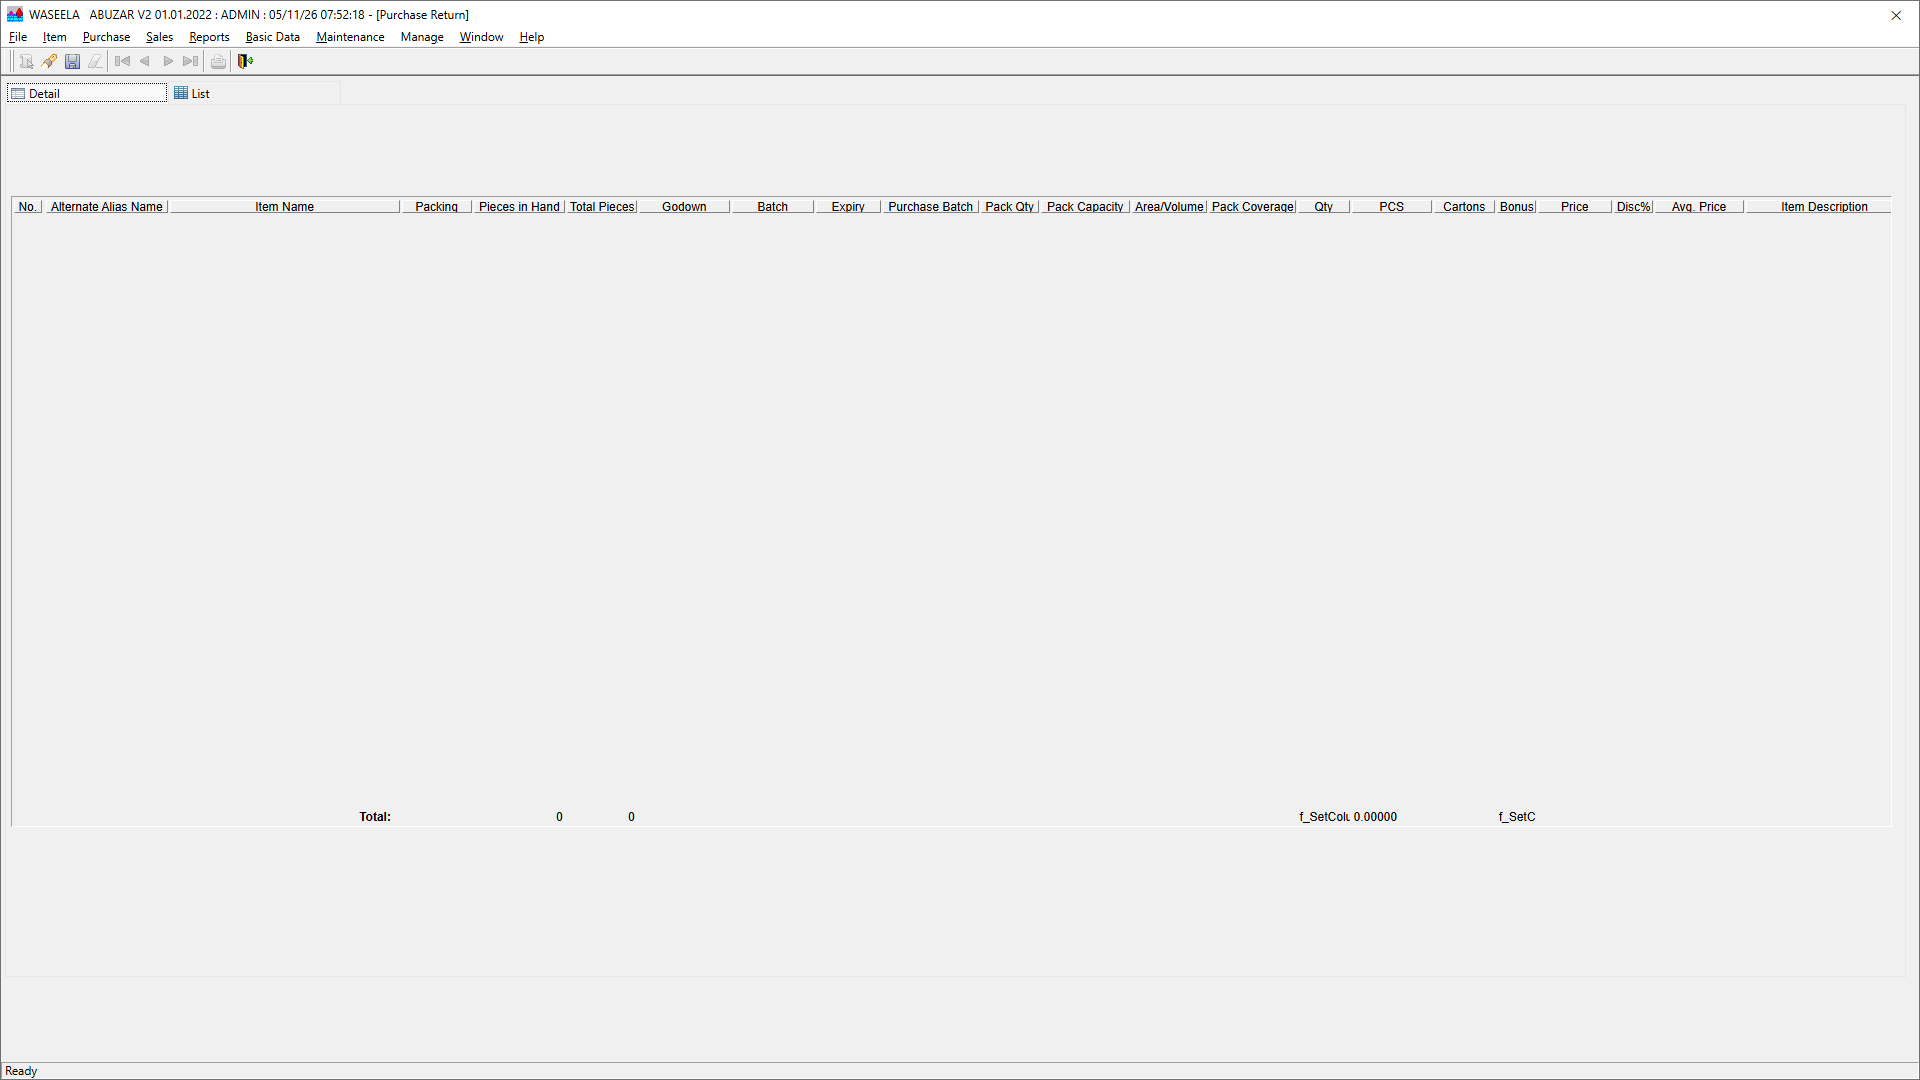 WASEELA ABUZAR V2 01.01.2022 : ADMIN : 05/11/26 07:52:18 - [Purchase Return]
File Item Purchase Sales Reports Basic Data Maintenance Manage Window Help
Detail List
No. Alternate Alias Name Item Name Packing Pieces in Hand Total Pieces Godown Batch Expiry Purchase Batch Pack Qty Pack Capacity Area/Volume Pack Coverage Qty PCS Cartons Bonus Price Disc% Avg. Price Item Description
Total: 0 0 f_SetColu 0.00000 f_SetC
Ready